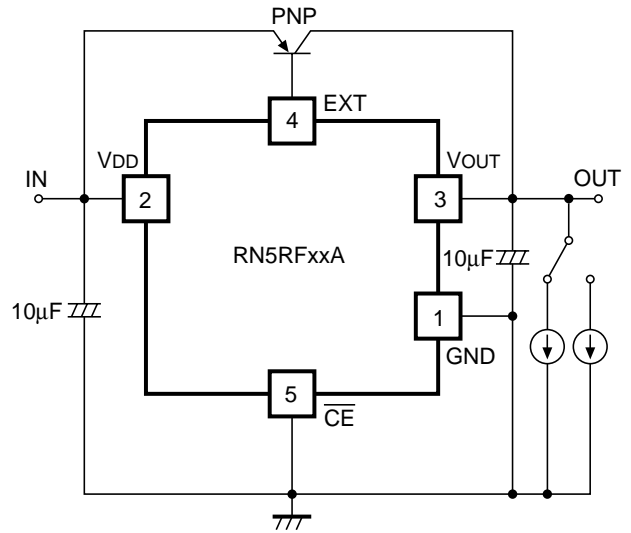 PNP
4
EXT
VDD
VOUT
IN
OUT
2
3
RN5RFxxA
10μF
10μF
1
GND
5
CE